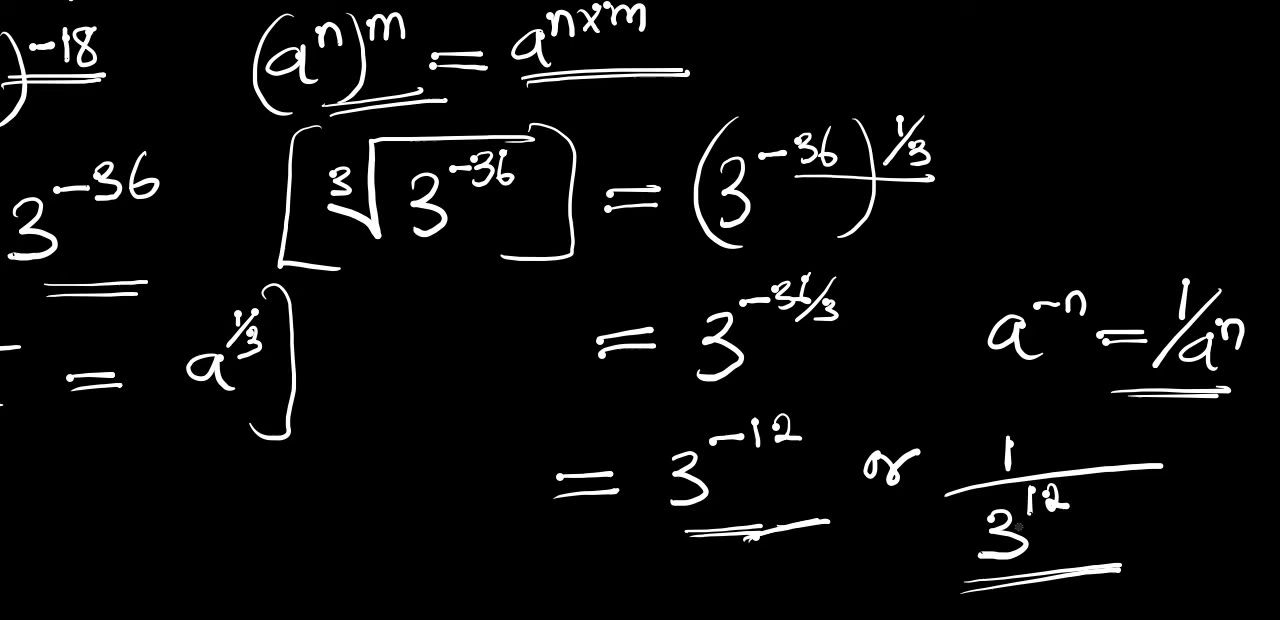 )^{-18} (a^n)^m = a^{n×m}
3^{-36} [∛3^{-36}] = (3^{-36})^{1/3}
= a^{1/3}] = 3^{-36/3} a^{-n} = 1/a^n
= 3^{-12} or 1/3^{12}